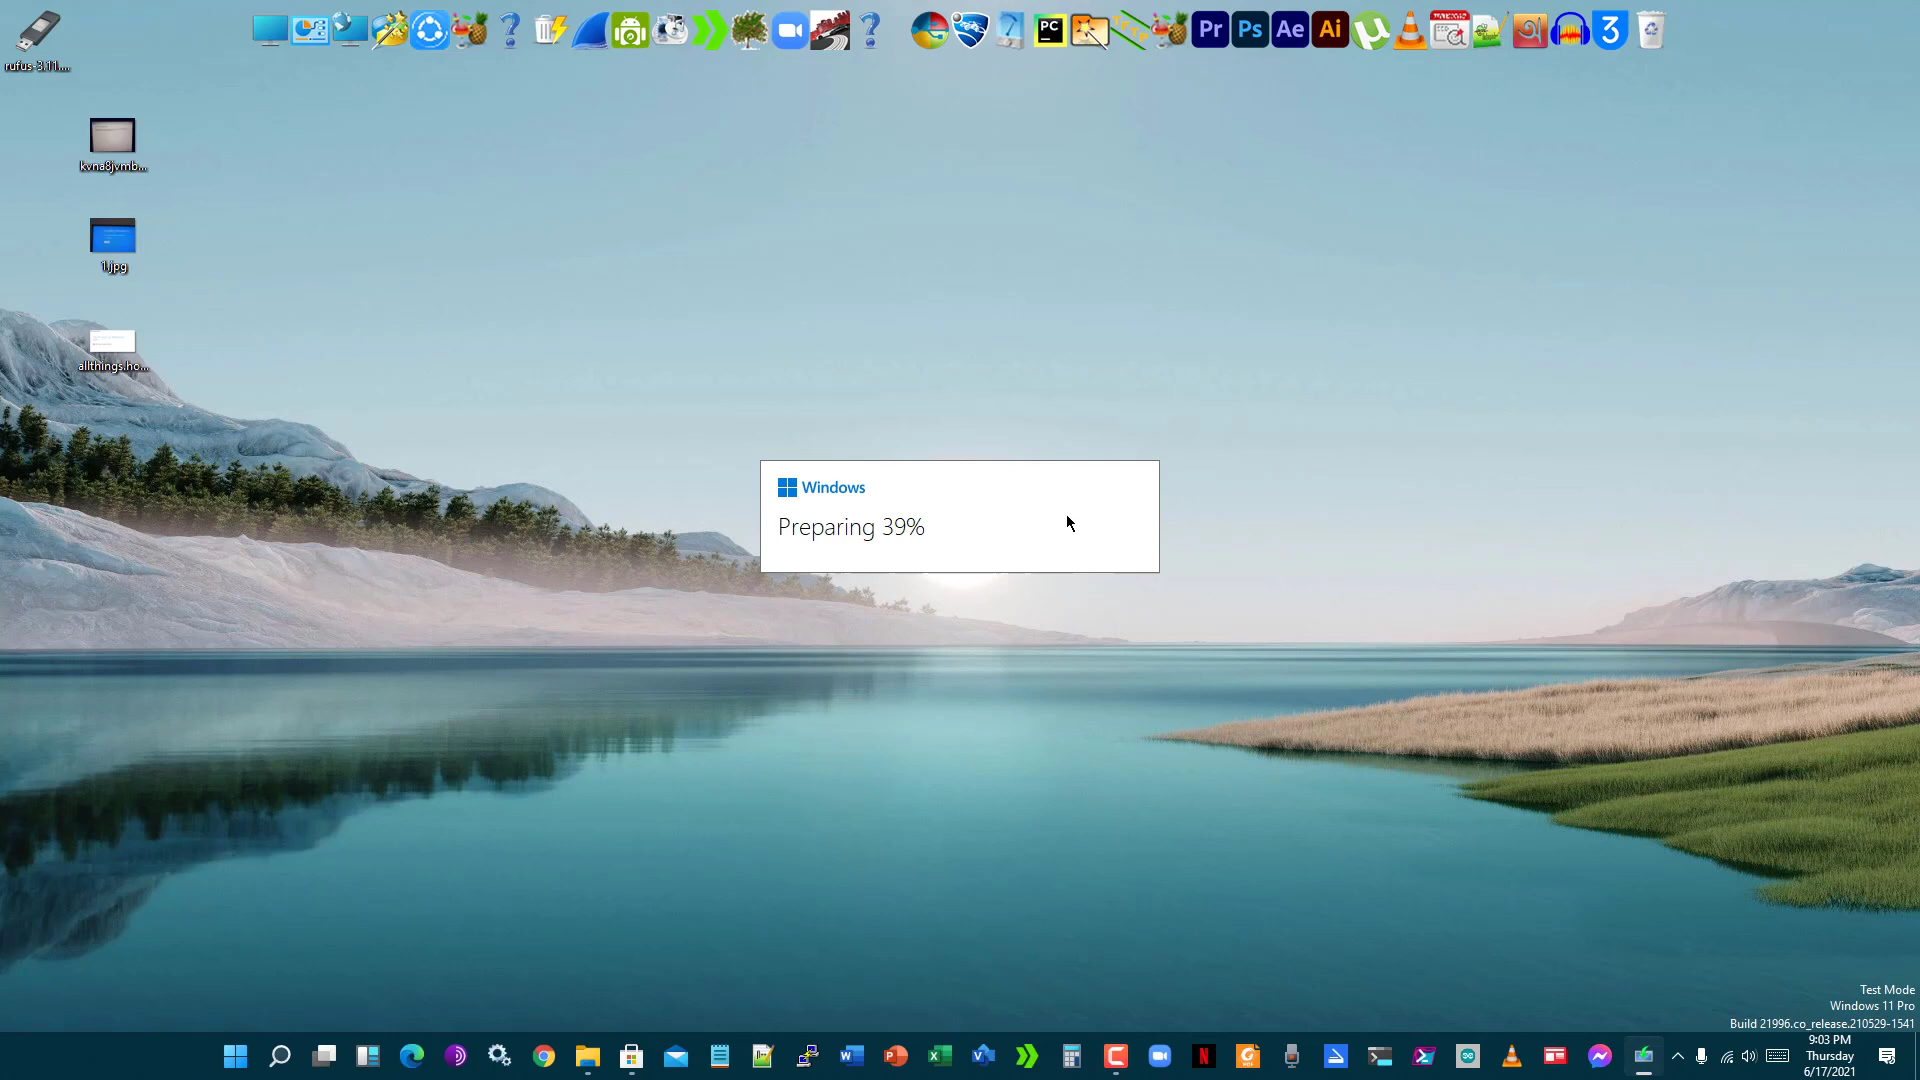 rufus-3.11....
PC
Pr
Ps
Ae
Ai
3
kvna8jvmb...
1.jpg
allthings.ho...
Windows
Preparing 39%
Test Mode
Windows 11 Pro
Build 21996.co_release.210529-1541
9:03 PM
Thursday
6/17/2021